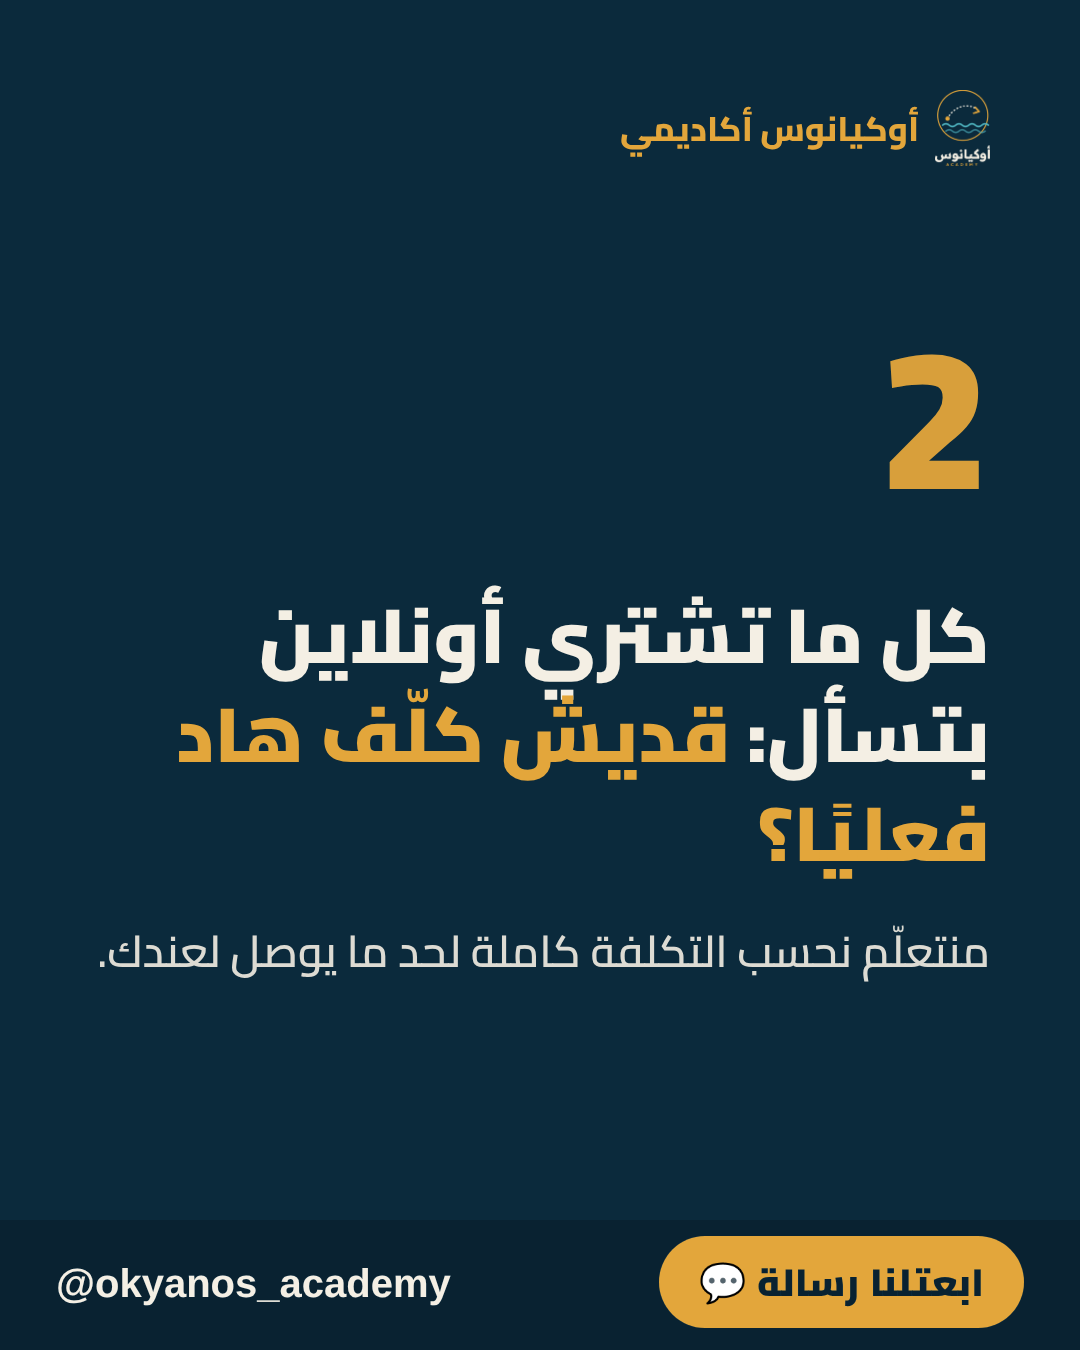 أوكيانوس أكاديمي
أوكيانوس
ACADEMY
2
كل ما تشتري أونلاين
بتسأل: قديش كلّف هاد
فعليًا؟
منتعلّم نحسب التكلفة كاملة لحد ما يوصل لعندك.
ابعتلنا رسالة 💬
@okyanos_academy